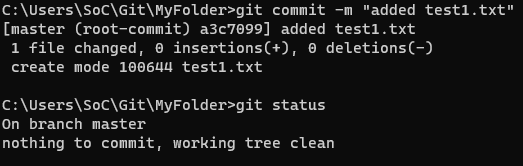 C:\Users\SoC\Git\MyFolder>git commit -m "added test1.txt"
[master (root-commit) a3c7099] added test1.txt
 1 file changed, 0 insertions(+), 0 deletions(-)
 create mode 100644 test1.txt

C:\Users\SoC\Git\MyFolder>git status
On branch master
nothing to commit, working tree clean